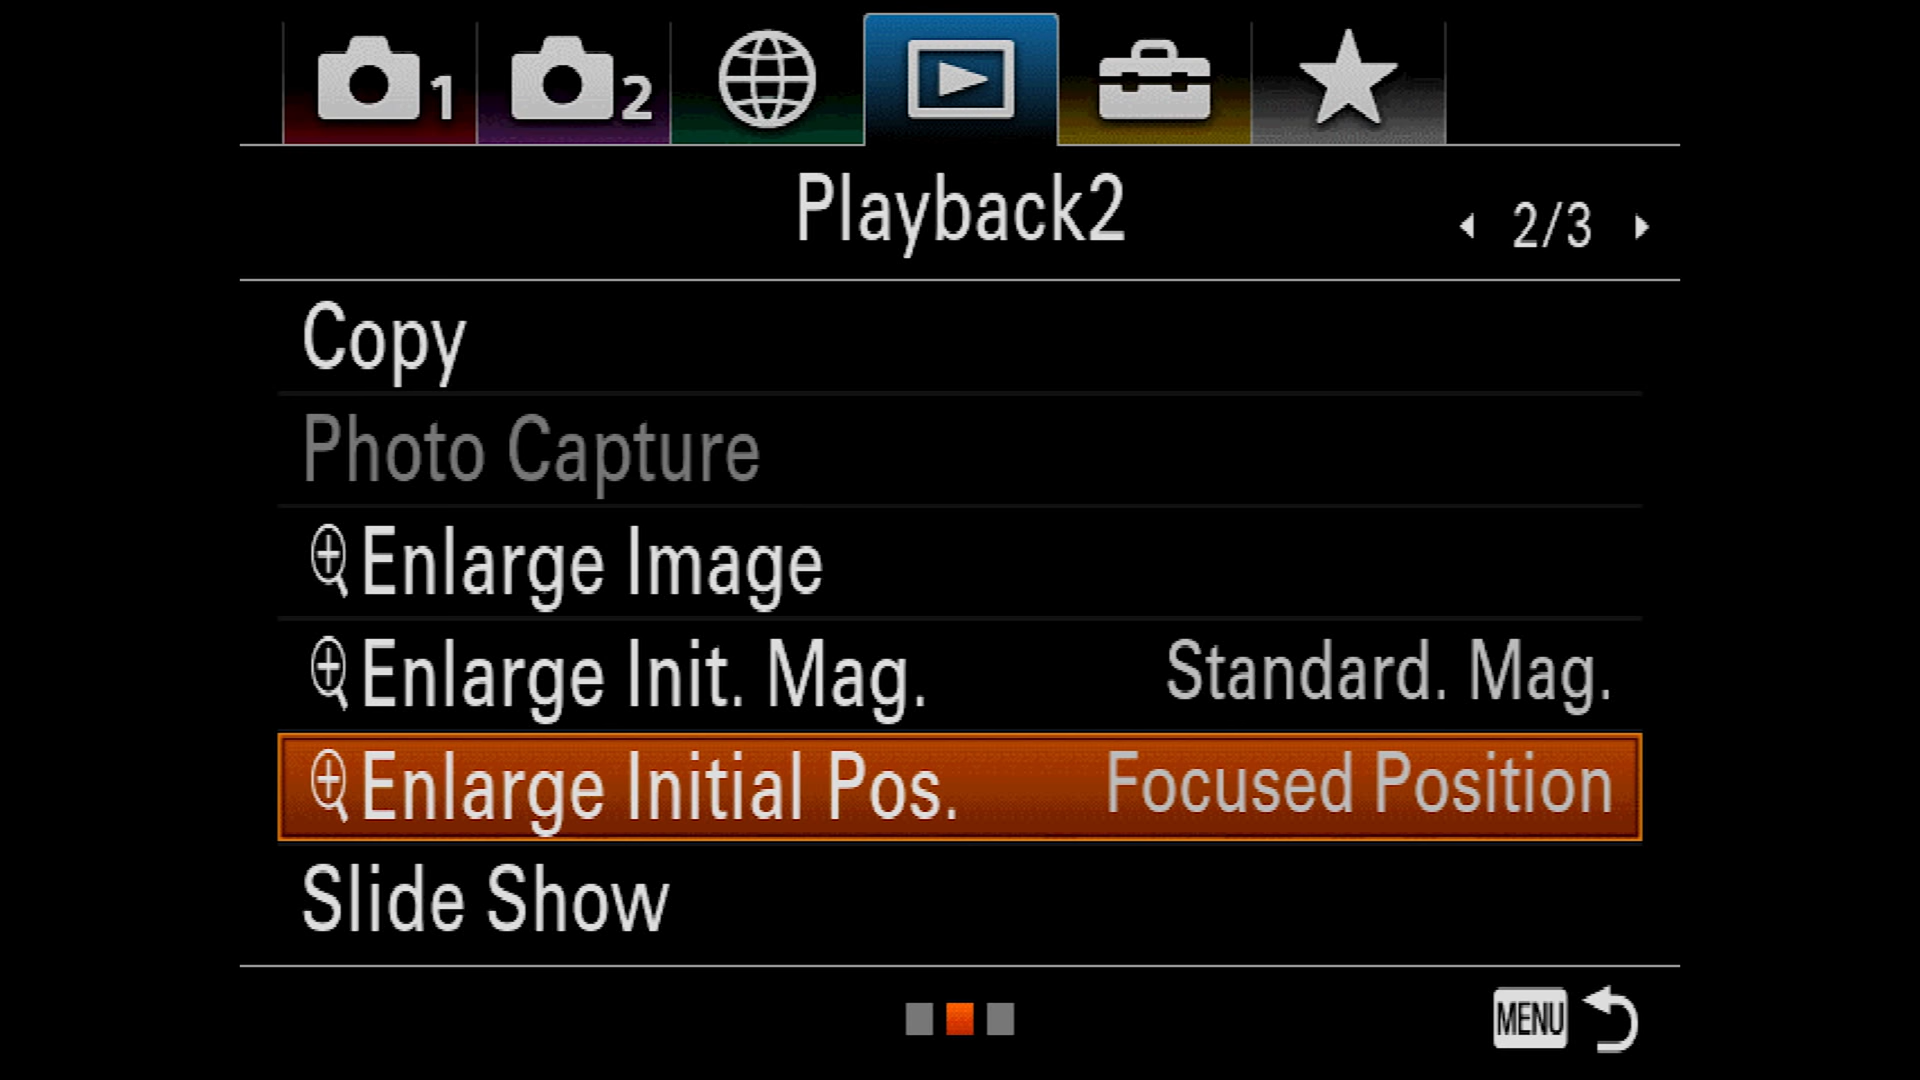 1 2
Playback2
2/3
Copy
Photo Capture
Enlarge Image
Enlarge Init. Mag. Standard. Mag.
Enlarge Initial Pos. Focused Position
Slide Show
MENU